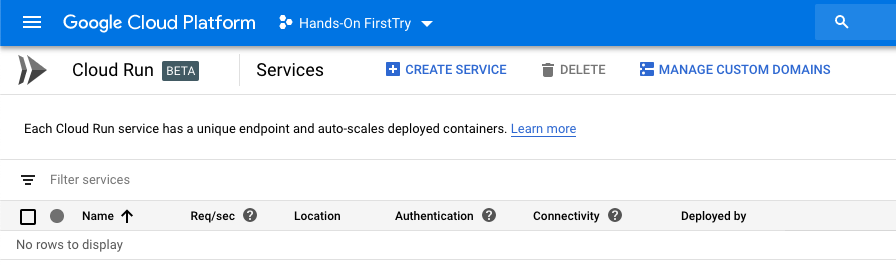 Google Cloud Platform Hands-On FirstTry
Cloud Run BETA Services CREATE SERVICE DELETE MANAGE CUSTOM DOMAINS
Each Cloud Run service has a unique endpoint and auto-scales deployed containers. Learn more
Filter services
Name Req/sec ? Location Authentication ? Connectivity ? Deployed by
No rows to display